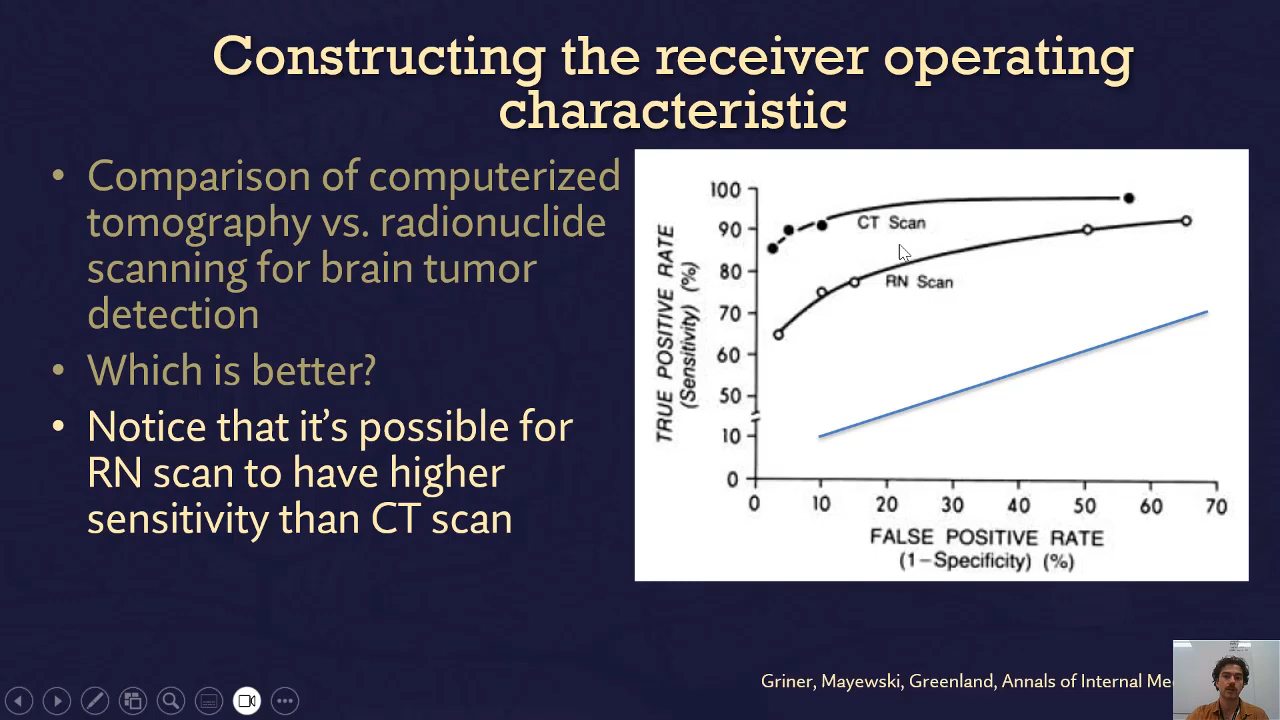 Constructing the receiver operating
characteristic
• Comparison of computerized
tomography vs. radionuclide
scanning for brain tumor
detection
• Which is better?
• Notice that it's possible for
RN scan to have higher
sensitivity than CT scan
TRUE POSITIVE RATE
(Sensitivity) (%)
100
90
80
70
60
50
10
0
CT Scan
RN Scan
0 10 20 30 40 50 60 70
FALSE POSITIVE RATE
(1–Specificity) (%)
Griner, Mayewski, Greenland, Annals of Internal